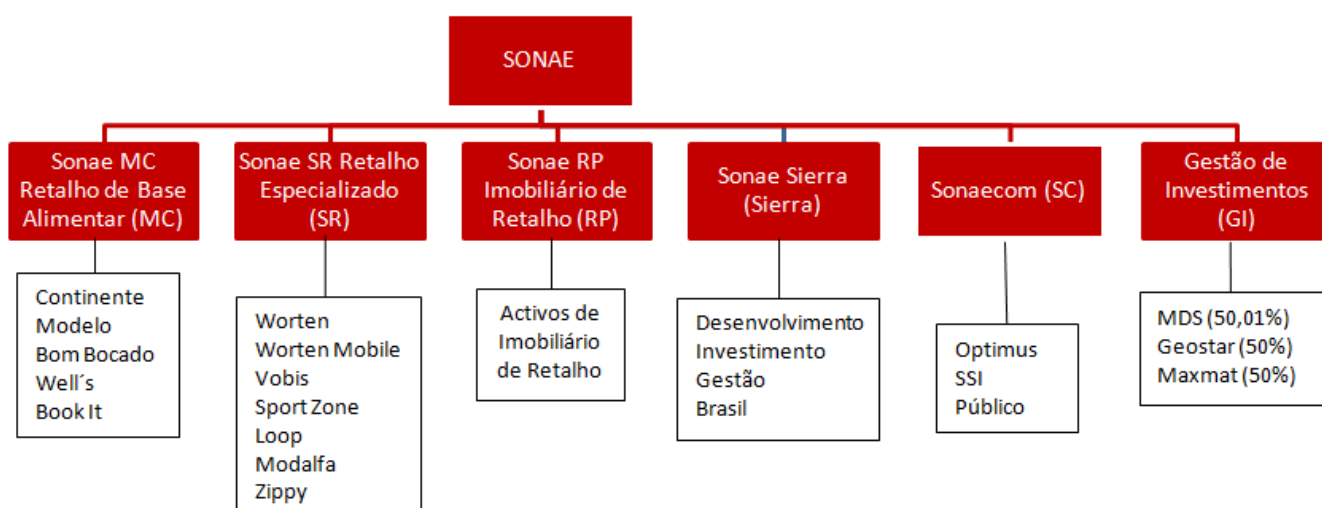 SONAE
Sonae MC
Retalho de Base
Alimentar (MC)
Sonae SR Retalho
Especializado
(SR)
Sonae RP
Imobiliário de
Retalho (RP)
Sonae Sierra
(Sierra)
Sonaecom (SC)
Gestão de
Investimentos
(GI)
Continente
Modelo
Bom Bocado
Well´s
Book It
Worten
Worten Mobile
Vobis
Sport Zone
Loop
Modalfa
Zippy
Activos de
Imobiliário
de Retalho
Desenvolvimento
Investimento
Gestão
Brasil
Optimus
SSI
Público
MDS (50,01%)
Geostar (50%)
Maxmat (50%)